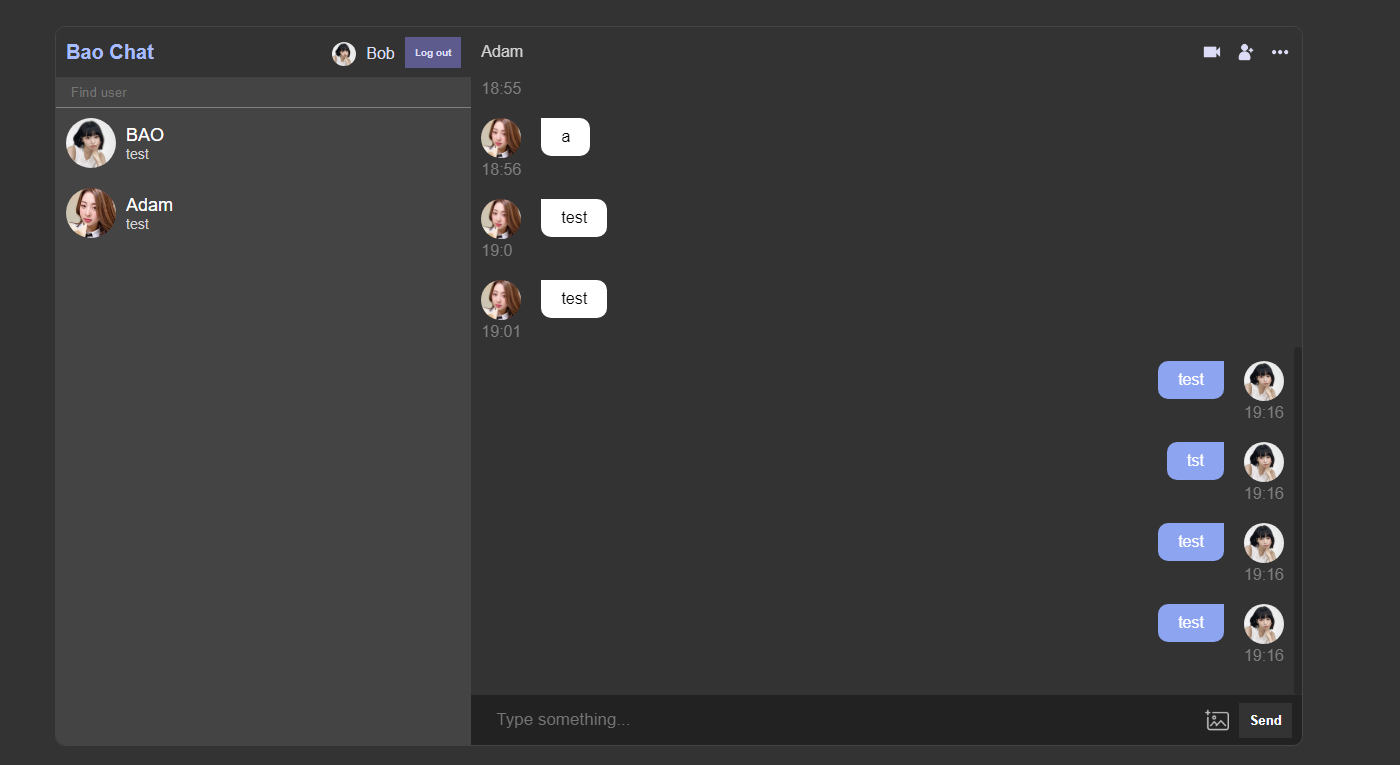 Bao Chat
Bob
Log out
Find user
BAO
test
Adam
test
Adam
18:55
a
18:56
test
19:0
test
19:01
test
19:16
tst
19:16
test
19:16
test
19:16
Type something...
Send